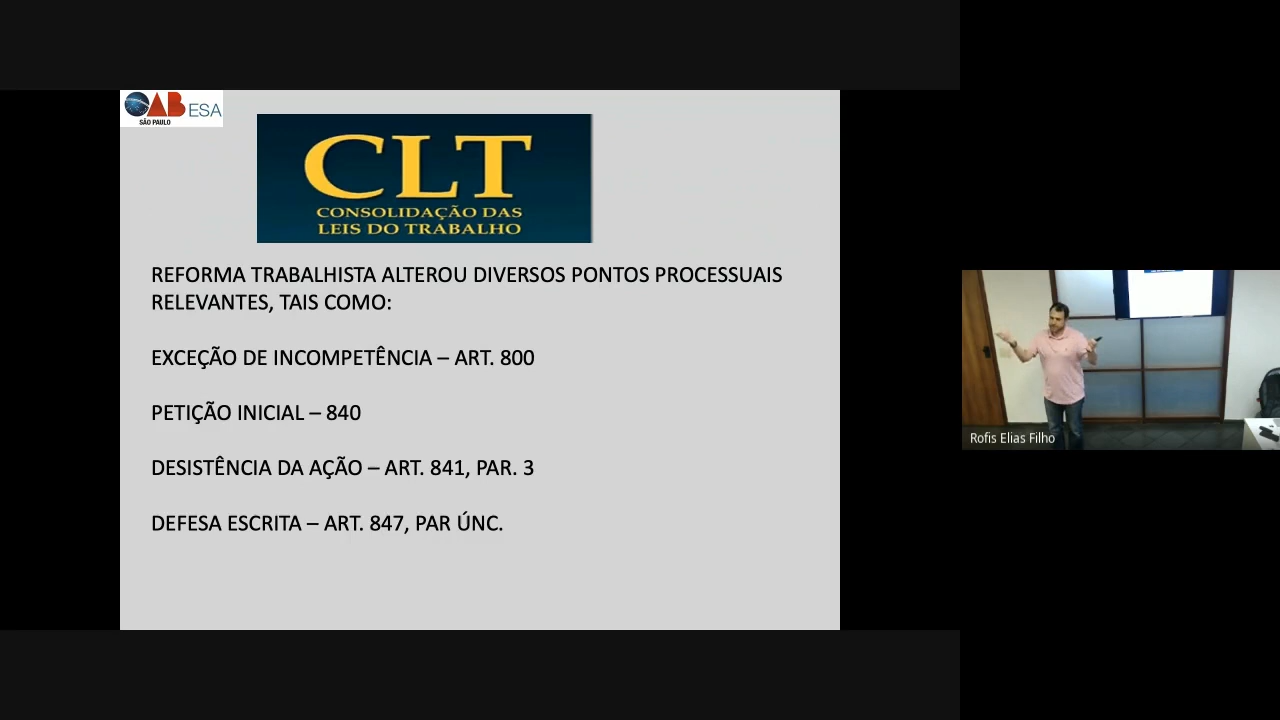 OAB ESA
SÃO PAULO
CLT
CONSOLIDAÇÃO DAS
LEIS DO TRABALHO
REFORMA TRABALHISTA ALTEROU DIVERSOS PONTOS PROCESSUAIS
RELEVANTES, TAIS COMO:
EXCEÇÃO DE INCOMPETÊNCIA – ART. 800
PETIÇÃO INICIAL – 840
DESISTÊNCIA DA AÇÃO – ART. 841, PAR. 3
DEFESA ESCRITA – ART. 847, PAR ÚNC.
Rofis Elias Filho